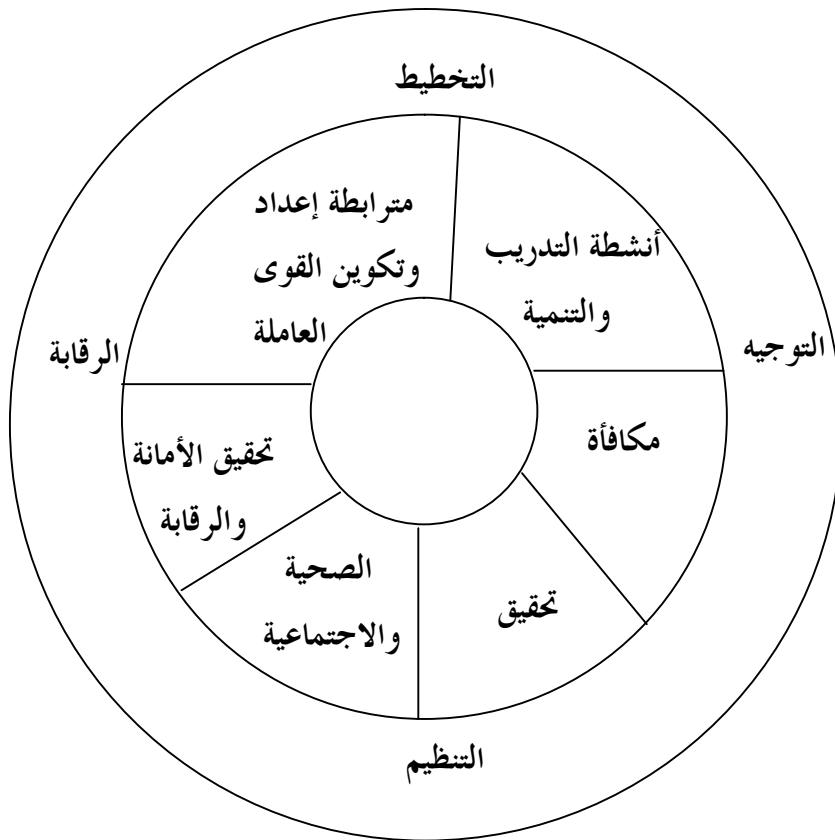 التخطيط
مترابطة إعداد
وتكوين القوى
العاملة
أنشطة التدريب
والتنمية
الرقابة
التوجيه
مكافأة
تحقيق الأمانة
والرقابة
الصحية
والاجتماعية
تحقيق
التنظيم